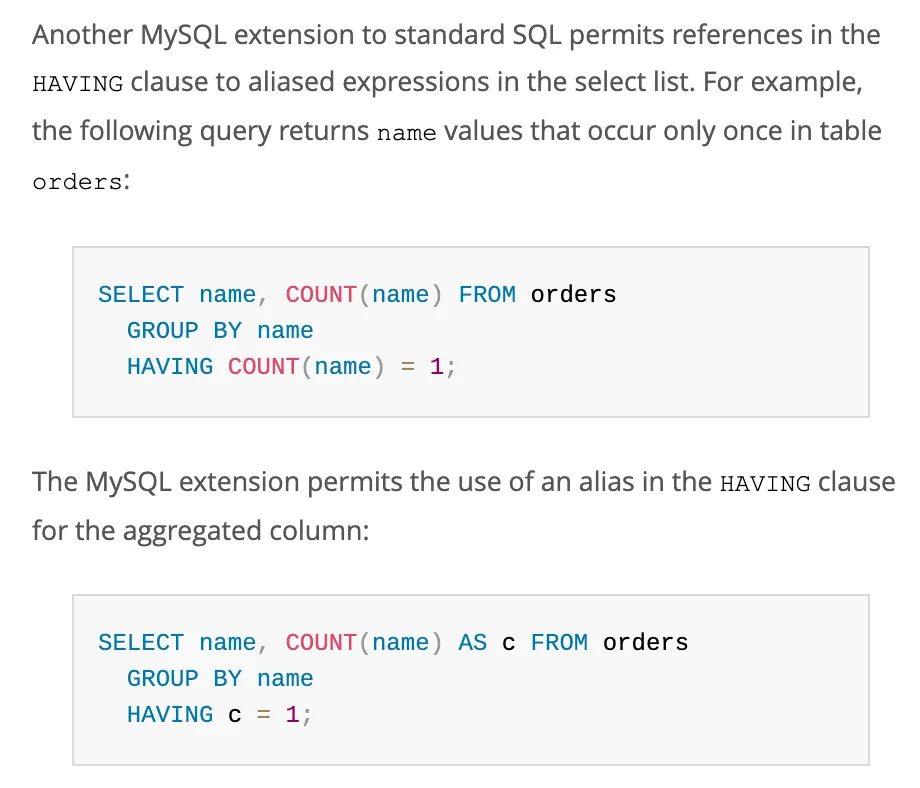 Another MySQL extension to standard SQL permits references in the
HAVING clause to aliased expressions in the select list. For example,
the following query returns name values that occur only once in table
orders:
SELECT name, COUNT(name) FROM orders
  GROUP BY name
  HAVING COUNT(name) = 1;
The MySQL extension permits the use of an alias in the HAVING clause
for the aggregated column:
SELECT name, COUNT(name) AS c FROM orders
  GROUP BY name
  HAVING c = 1;